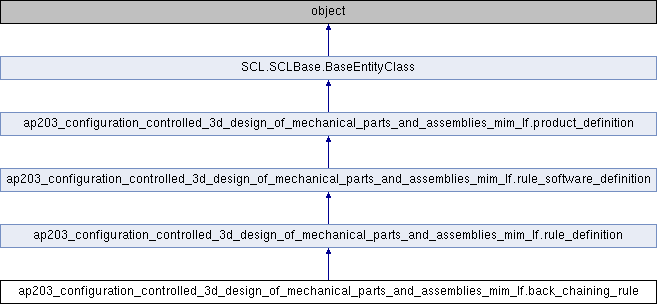 object
SCL.SCLBase.BaseEntityClass
ap203_configuration_controlled_3d_design_of_mechanical_parts_and_assemblies_mim_lf.product_definition
ap203_configuration_controlled_3d_design_of_mechanical_parts_and_assemblies_mim_lf.rule_software_definition
ap203_configuration_controlled_3d_design_of_mechanical_parts_and_assemblies_mim_lf.rule_definition
ap203_configuration_controlled_3d_design_of_mechanical_parts_and_assemblies_mim_lf.back_chaining_rule